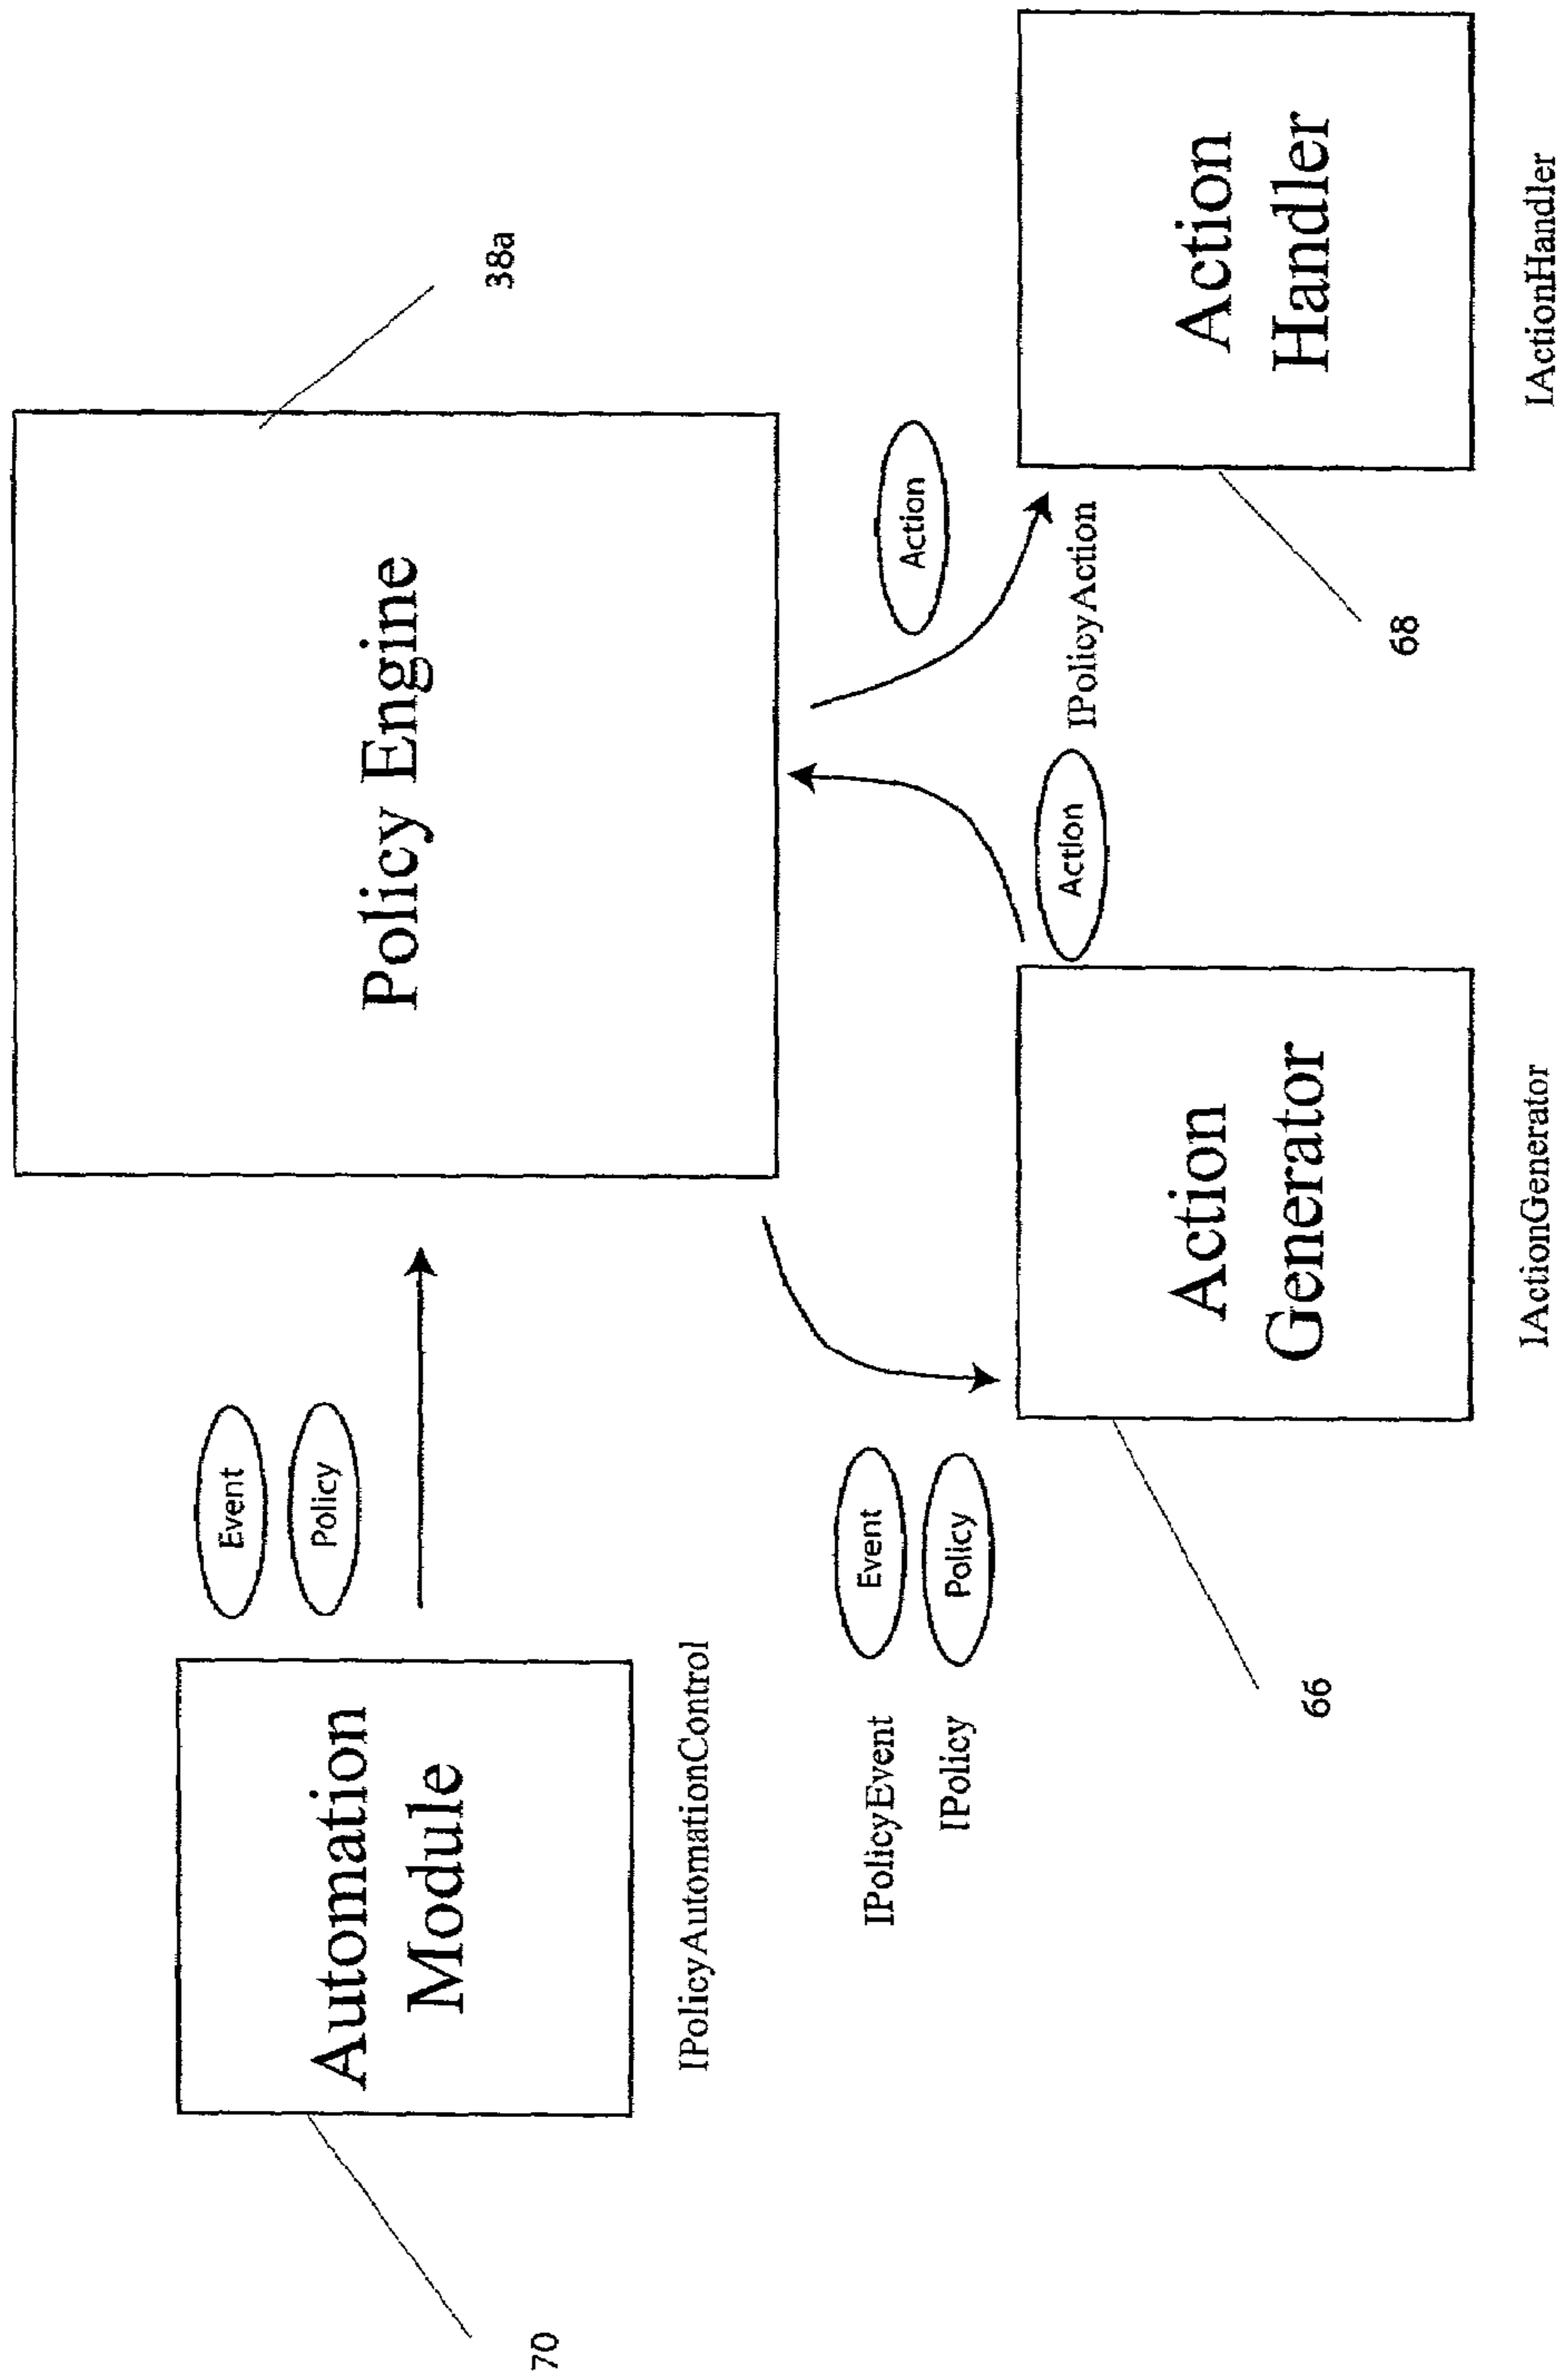 Policy Engine
38a
Event
Policy
Automation
Module
70
IPolicyAutomationControl
Action
Event
Policy
IPolicyEvent
IPolicy
Action
IPolicyAction
Action
Generator
66
IActionGenerator
Action
Handler
68
IActionHandler